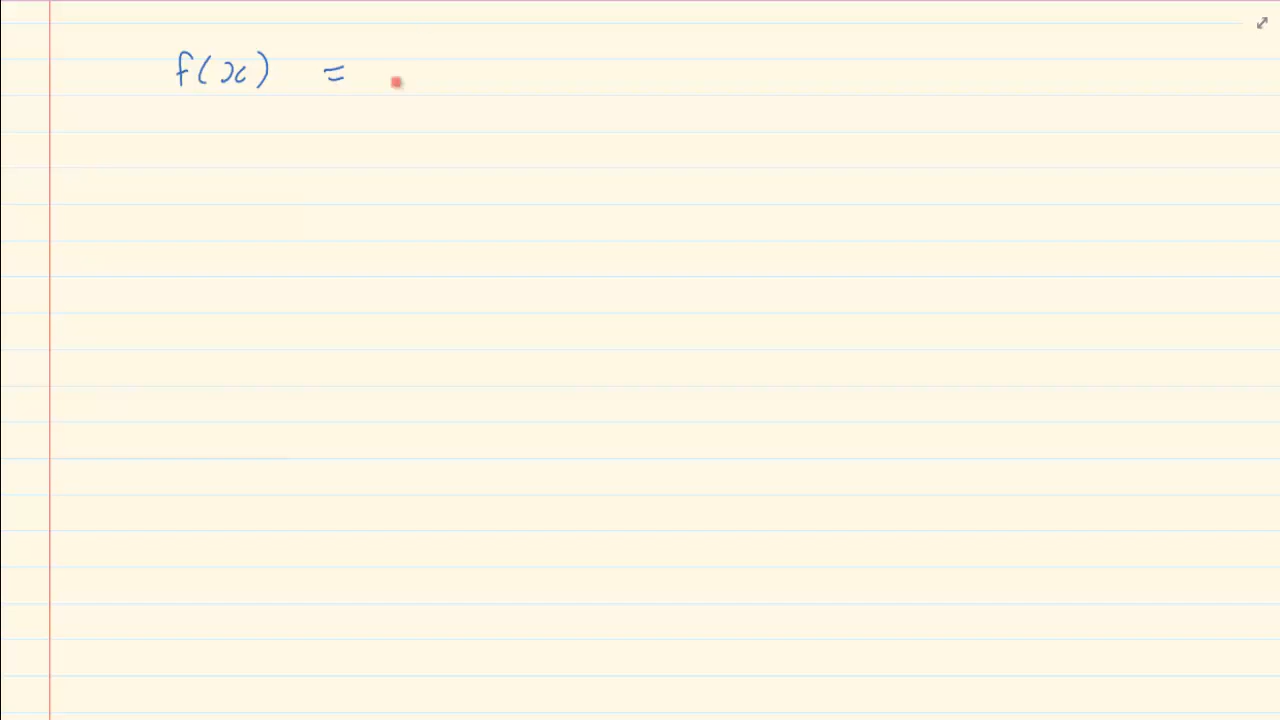 f(x) =